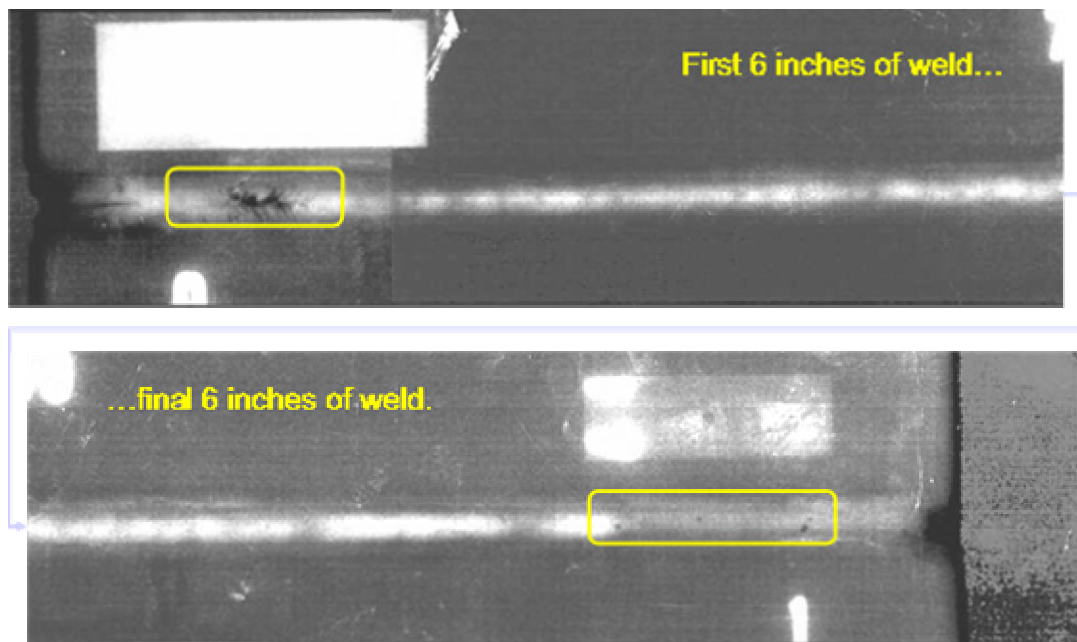 First 6 inches of weld...
...final 6 inches of weld.